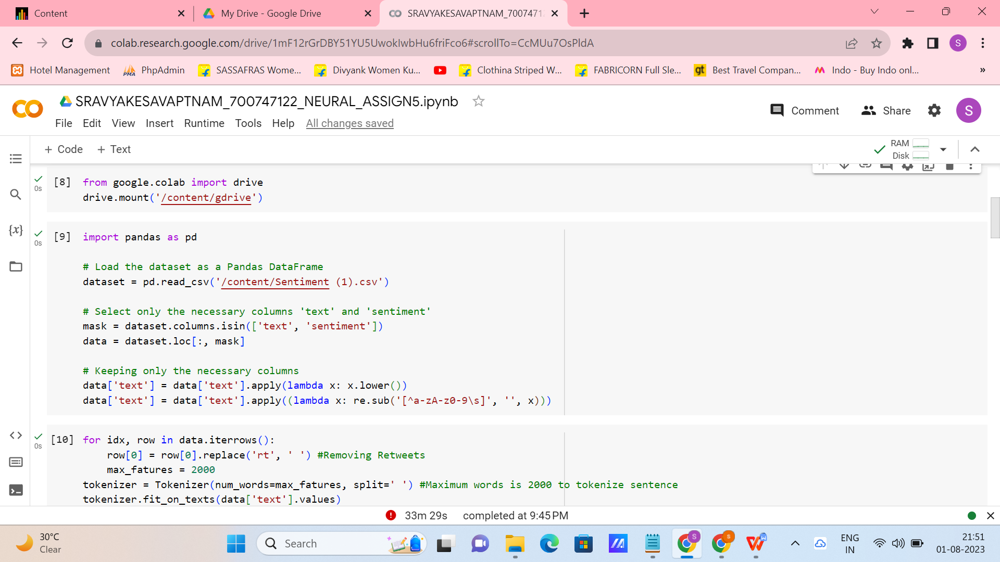 Content
My Drive - Google Drive
SRAVYAKESAVAPTNAM_70074712
colab.research.google.com/drive/1mF12rGrDBY51YU5UwoklwbHu6friFco6#scrollTo=CcMUu7OsPldA
S
Hotel Management
PMA
PhpAdmin
SASSAFRAS Wome...
Divyank Women Ku...
Clothina Striped W...
FABRICORN Full Sle...
gt
Best Travel Compan...
Indo - Buy Indo onl...
»
SRAVYAKESAVAPTNAM_700747122_NEURAL_ASSIGN5.ipynb
Comment
Share
S
File Edit View Insert Runtime Tools Help All changes saved
+ Code + Text
RAM
Disk
0s
[8] from google.colab import drive
drive.mount('/content/gdrive')
{x}
0s
[9] import pandas as pd
# Load the dataset as a Pandas DataFrame
dataset = pd.read_csv('/content/Sentiment (1).csv')
# Select only the necessary columns 'text' and 'sentiment'
mask = dataset.columns.isin(['text', 'sentiment'])
data = dataset.loc[:, mask]
# Keeping only the necessary columns
data['text'] = data['text'].apply(lambda x: x.lower())
data['text'] = data['text'].apply((lambda x: re.sub('[^a-zA-z0-9\s]', '', x)))
0s
[10] for idx, row in data.iterrows():
row[0] = row[0].replace('rt', ' ') #Removing Retweets
max_fatures = 2000
tokenizer = Tokenizer(num_words=max_fatures, split=' ') #Maximum words is 2000 to tokenize sentence
tokenizer.fit_on_texts(data['text'].values)
33m 29s completed at 9:45 PM
30°C
Clear
Search
S
S
W
ENG
IN
21:51
01-08-2023